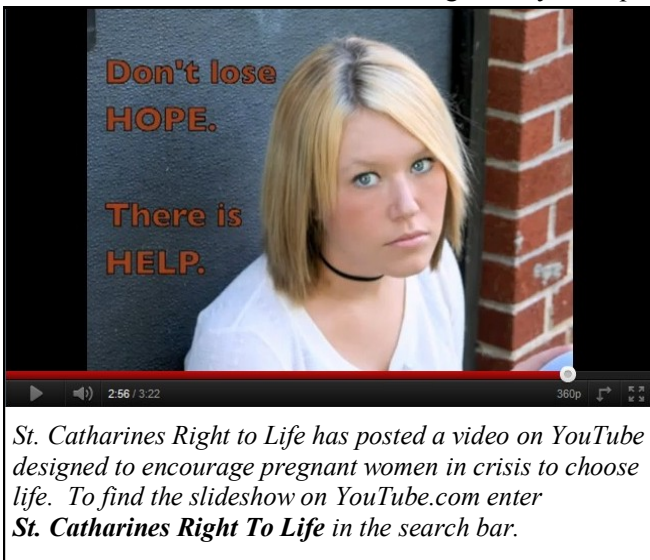 Don't lose
HOPE.
There is
HELP.
2:56 / 3:22
360p
St. Catharines Right to Life has posted a video on YouTube
designed to encourage pregnant women in crisis to choose
life. To find the slideshow on YouTube.com enter
St. Catharines Right To Life in the search bar.